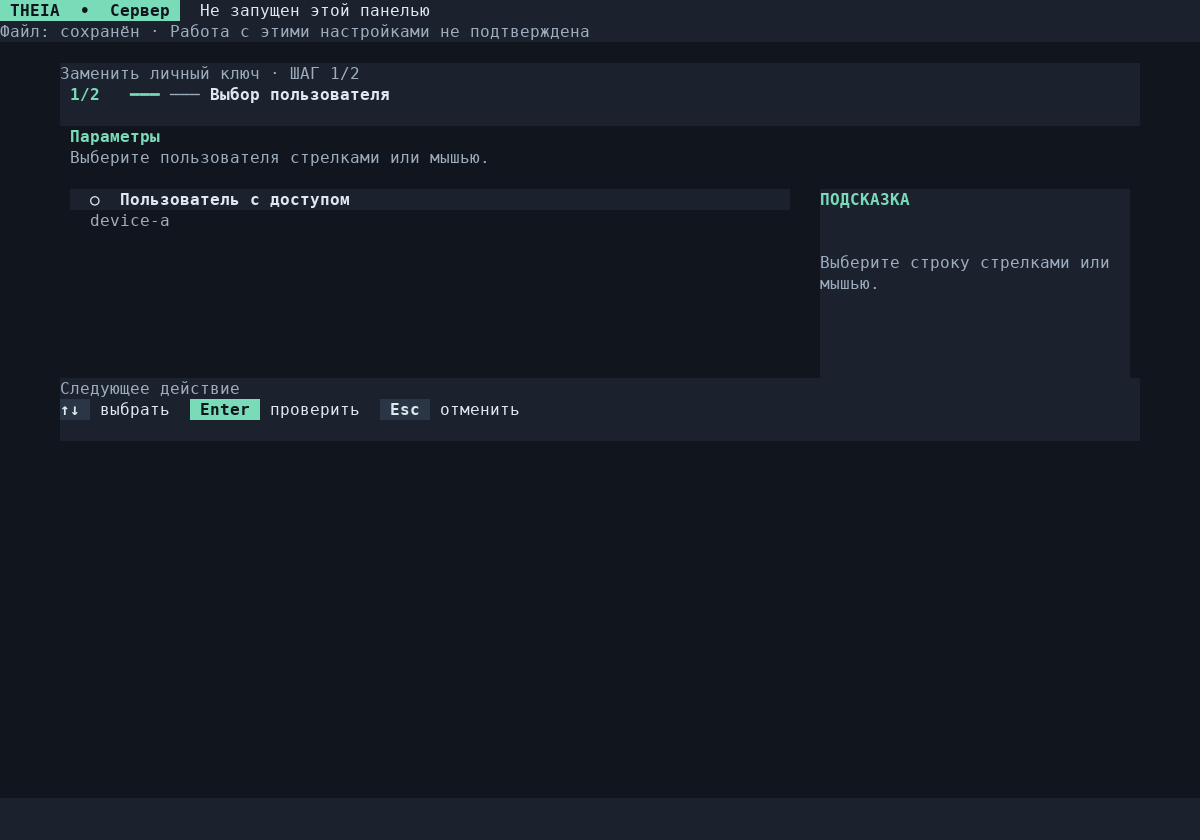 THEIA • Сервер Не запущен этой панелью
Файл: сохранён · Работа с этими настройками не подтверждена
Заменить личный ключ · ШАГ 1/2
1/2 ━━━ ─── Выбор пользователя
Параметры
Выберите пользователя стрелками или мышью.
○ Пользователь с доступом
device-a
ПОДСКАЗКА
Выберите строку стрелками или
мышью.
Следующее действие
↑↓ выбрать Enter проверить Esc отменить